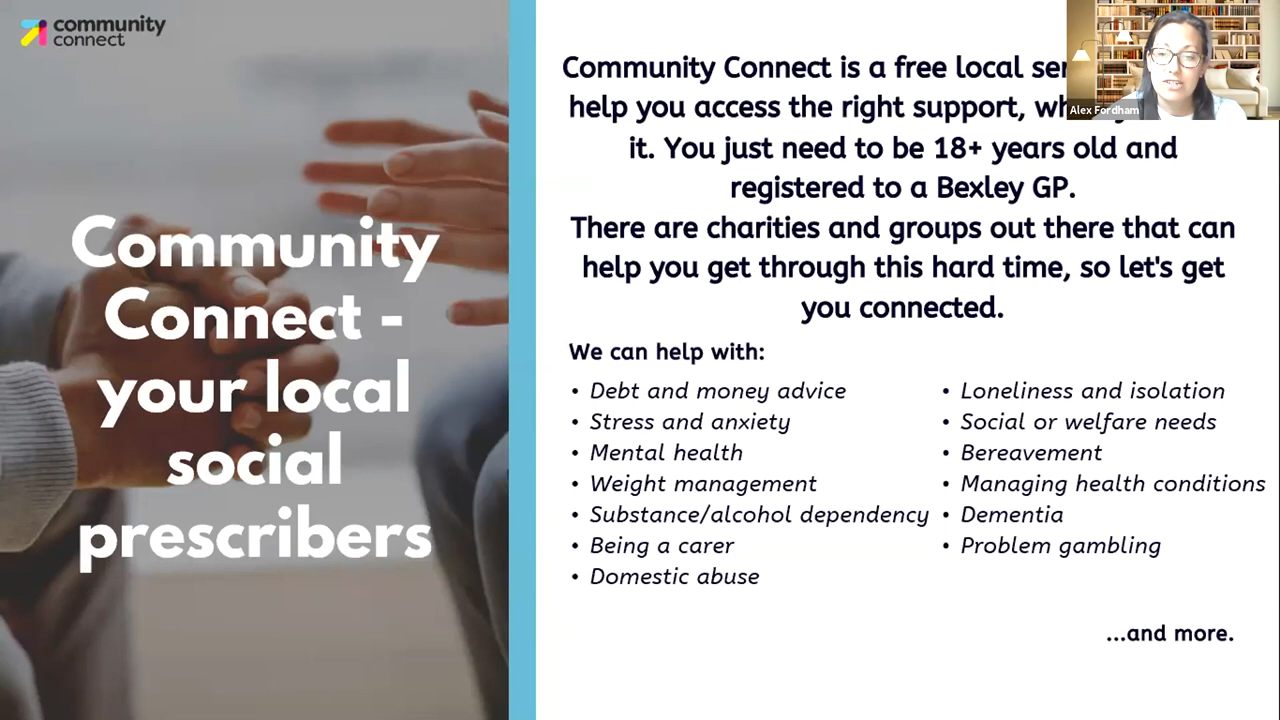 community
connect
Community
Connect -
your local
social
prescribers
Community Connect is a free local
help you access the right support,
it. You just need to be 18+ years old and
registered to a Bexley GP.
There are charities and groups out there that can
help you get through this hard time, so let's get
you connected.
We can help with:
• Debt and money advice
• Stress and anxiety
• Mental health
• Weight management
• Substance/alcohol dependency
• Being a carer
• Domestic abuse
• Loneliness and isolation
• Social or welfare needs
• Bereavement
• Managing health conditions
• Dementia
• Problem gambling
...and more.
Alex Fordham